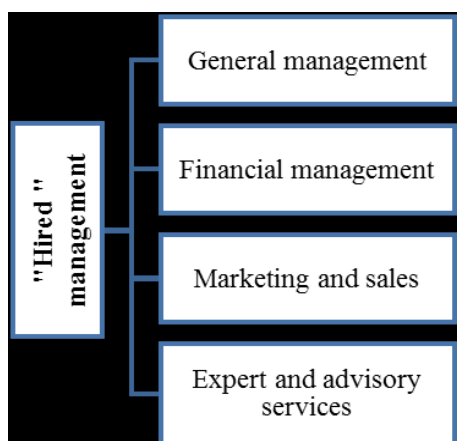 "Hired "
management
General management
Financial management
Marketing and sales
Expert and advisory
services